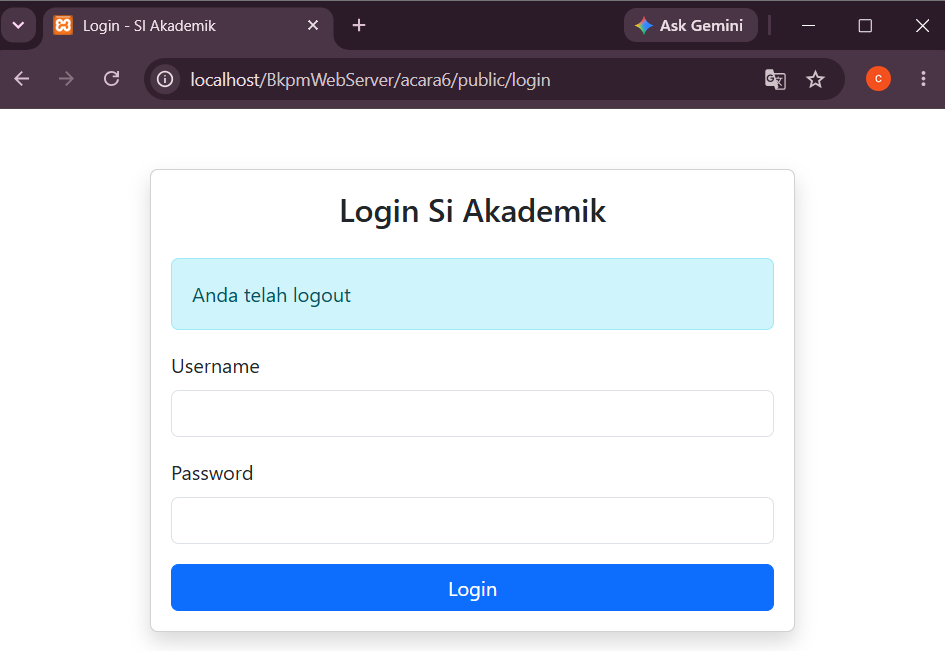 Login - SI Akademik
Ask Gemini
localhost/BkpmWebServer/acara6/public/login
C
Login Si Akademik
Anda telah logout
Username
Password
Login